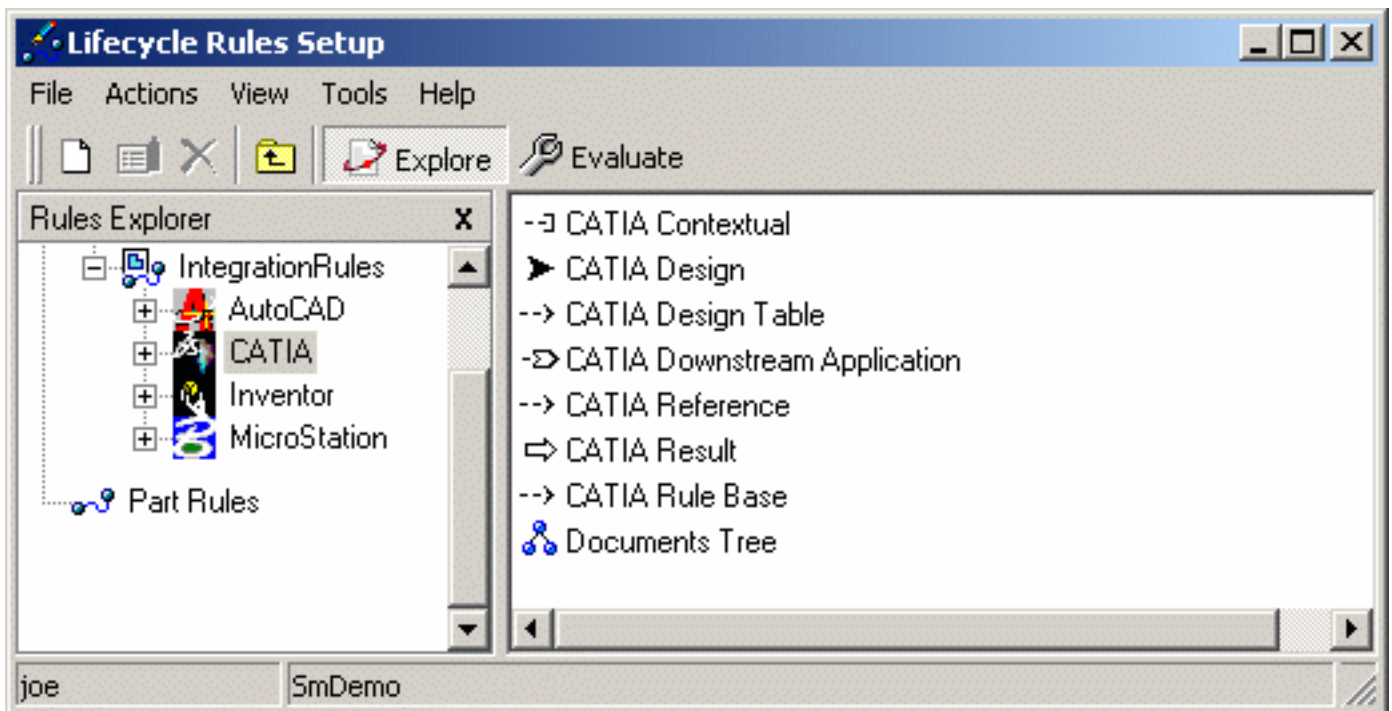 Lifecycle Rules Setup
File Actions View Tools Help
Explore Evaluate
Rules Explorer
IntegrationRules
AutoCAD
CATIA
Inventor
MicroStation
Part Rules
CATIA Contextual
CATIA Design
CATIA Design Table
CATIA Downstream Application
CATIA Reference
CATIA Result
CATIA Rule Base
Documents Tree
joe SmDemo